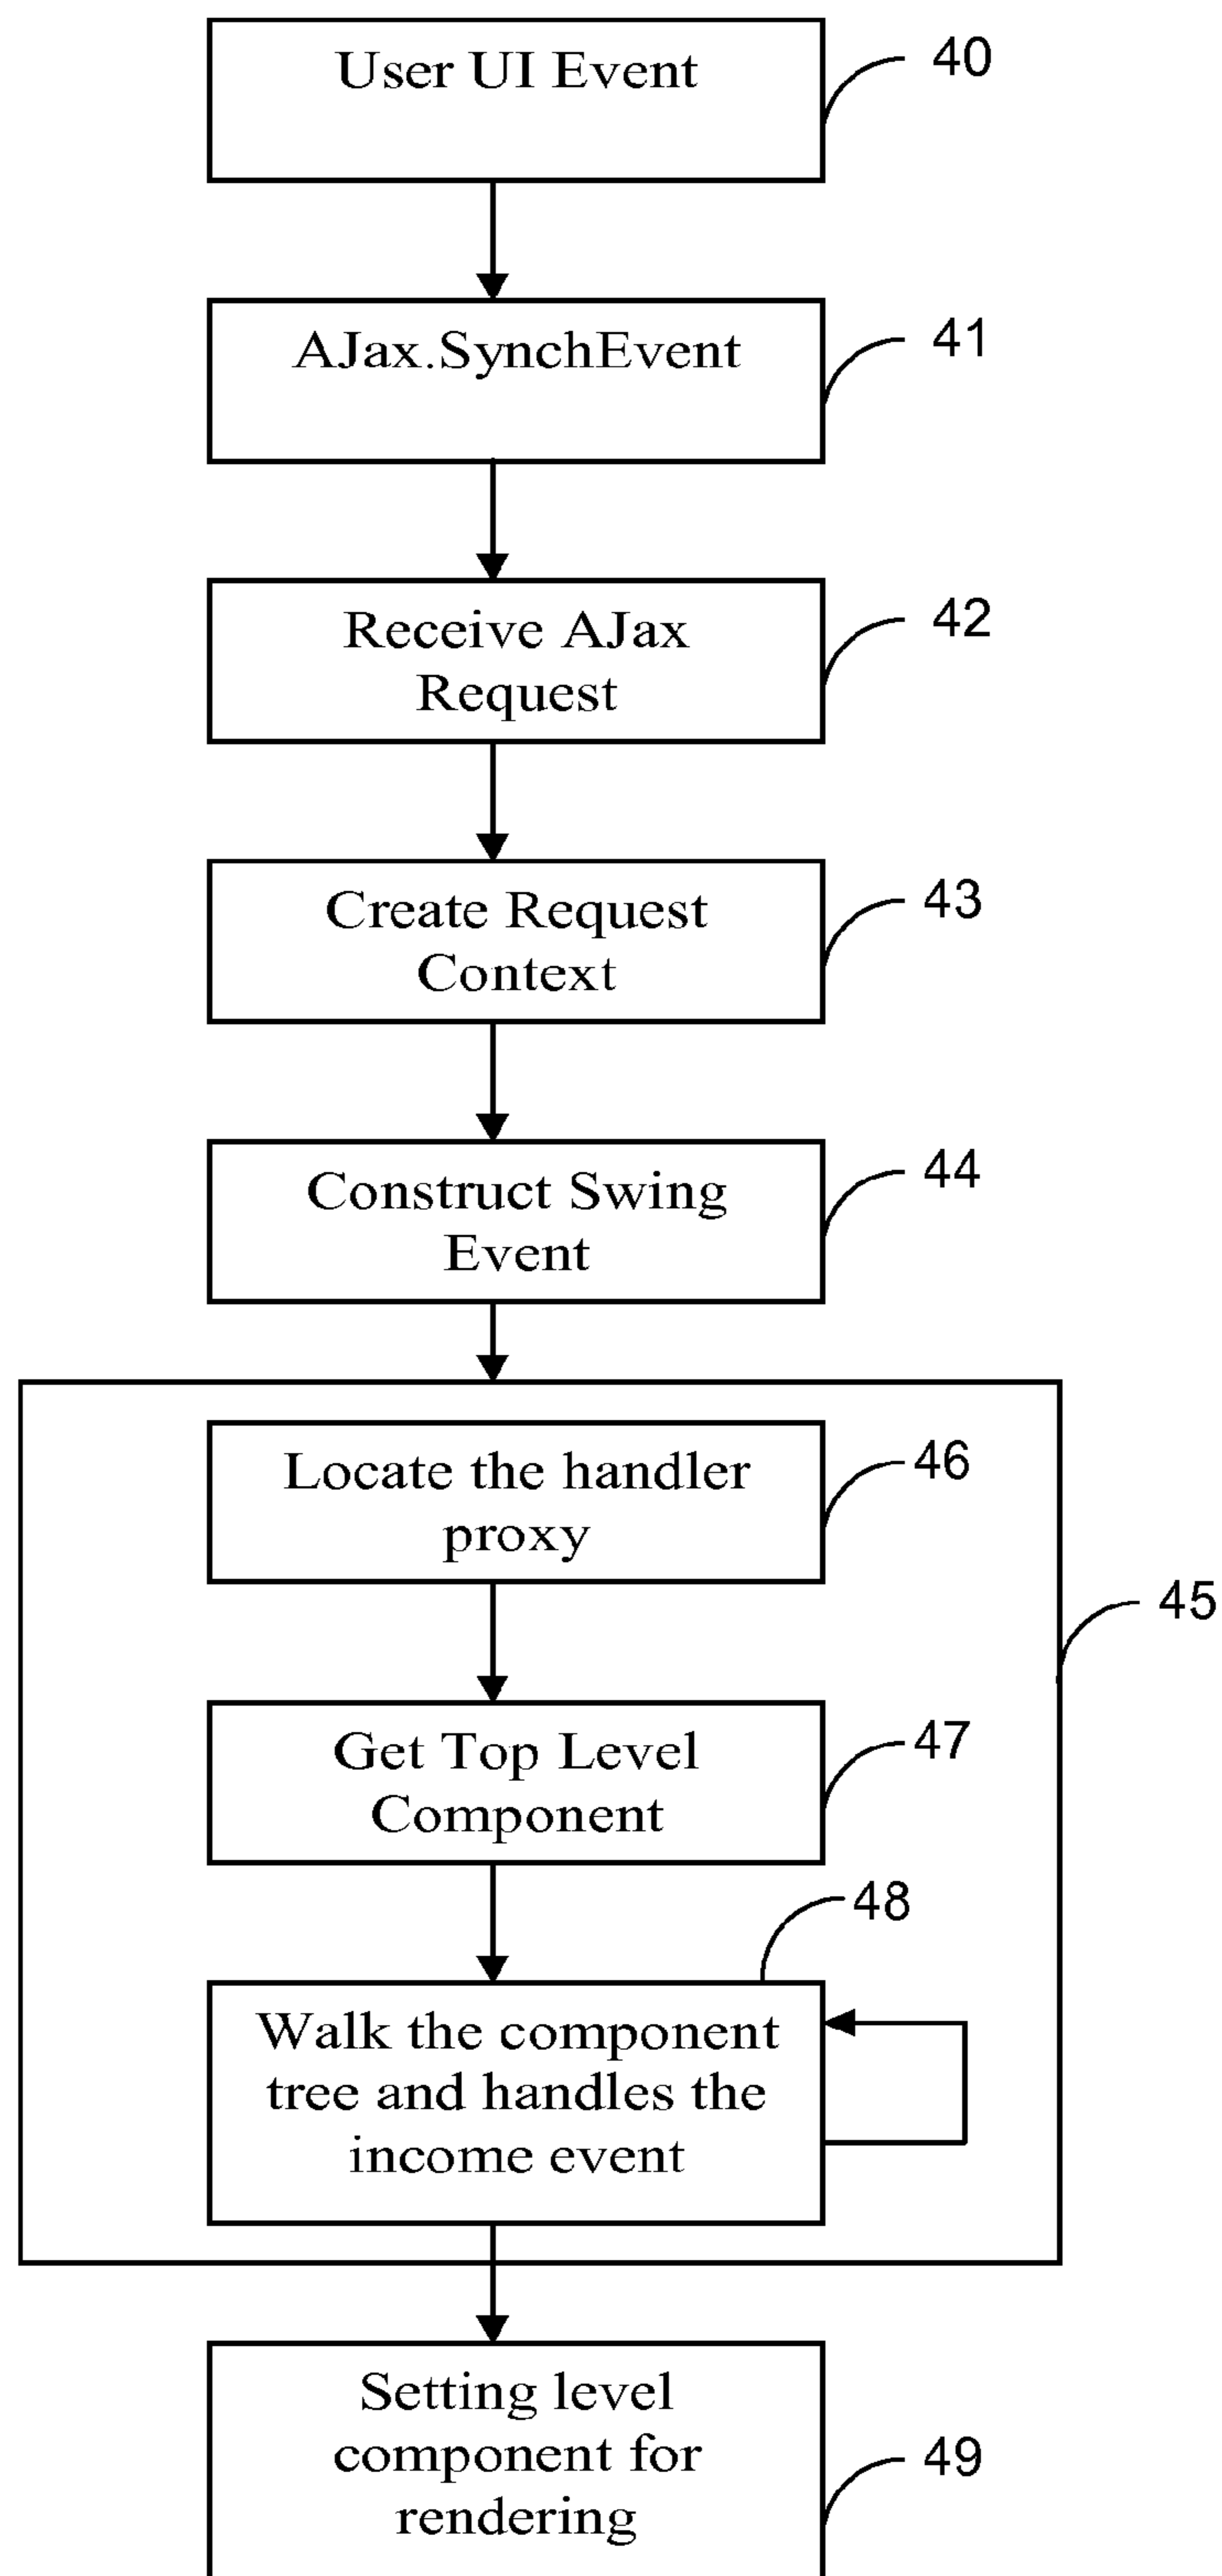 User UI Event
40
AJax.SynchEvent
41
Receive AJax
Request
42
Create Request
Context
43
Construct Swing
Event
44
Locate the handler
proxy
46
45
Get Top Level
Component
47
48
Walk the component
tree and handles the
income event
Setting level
component for
rendering
49